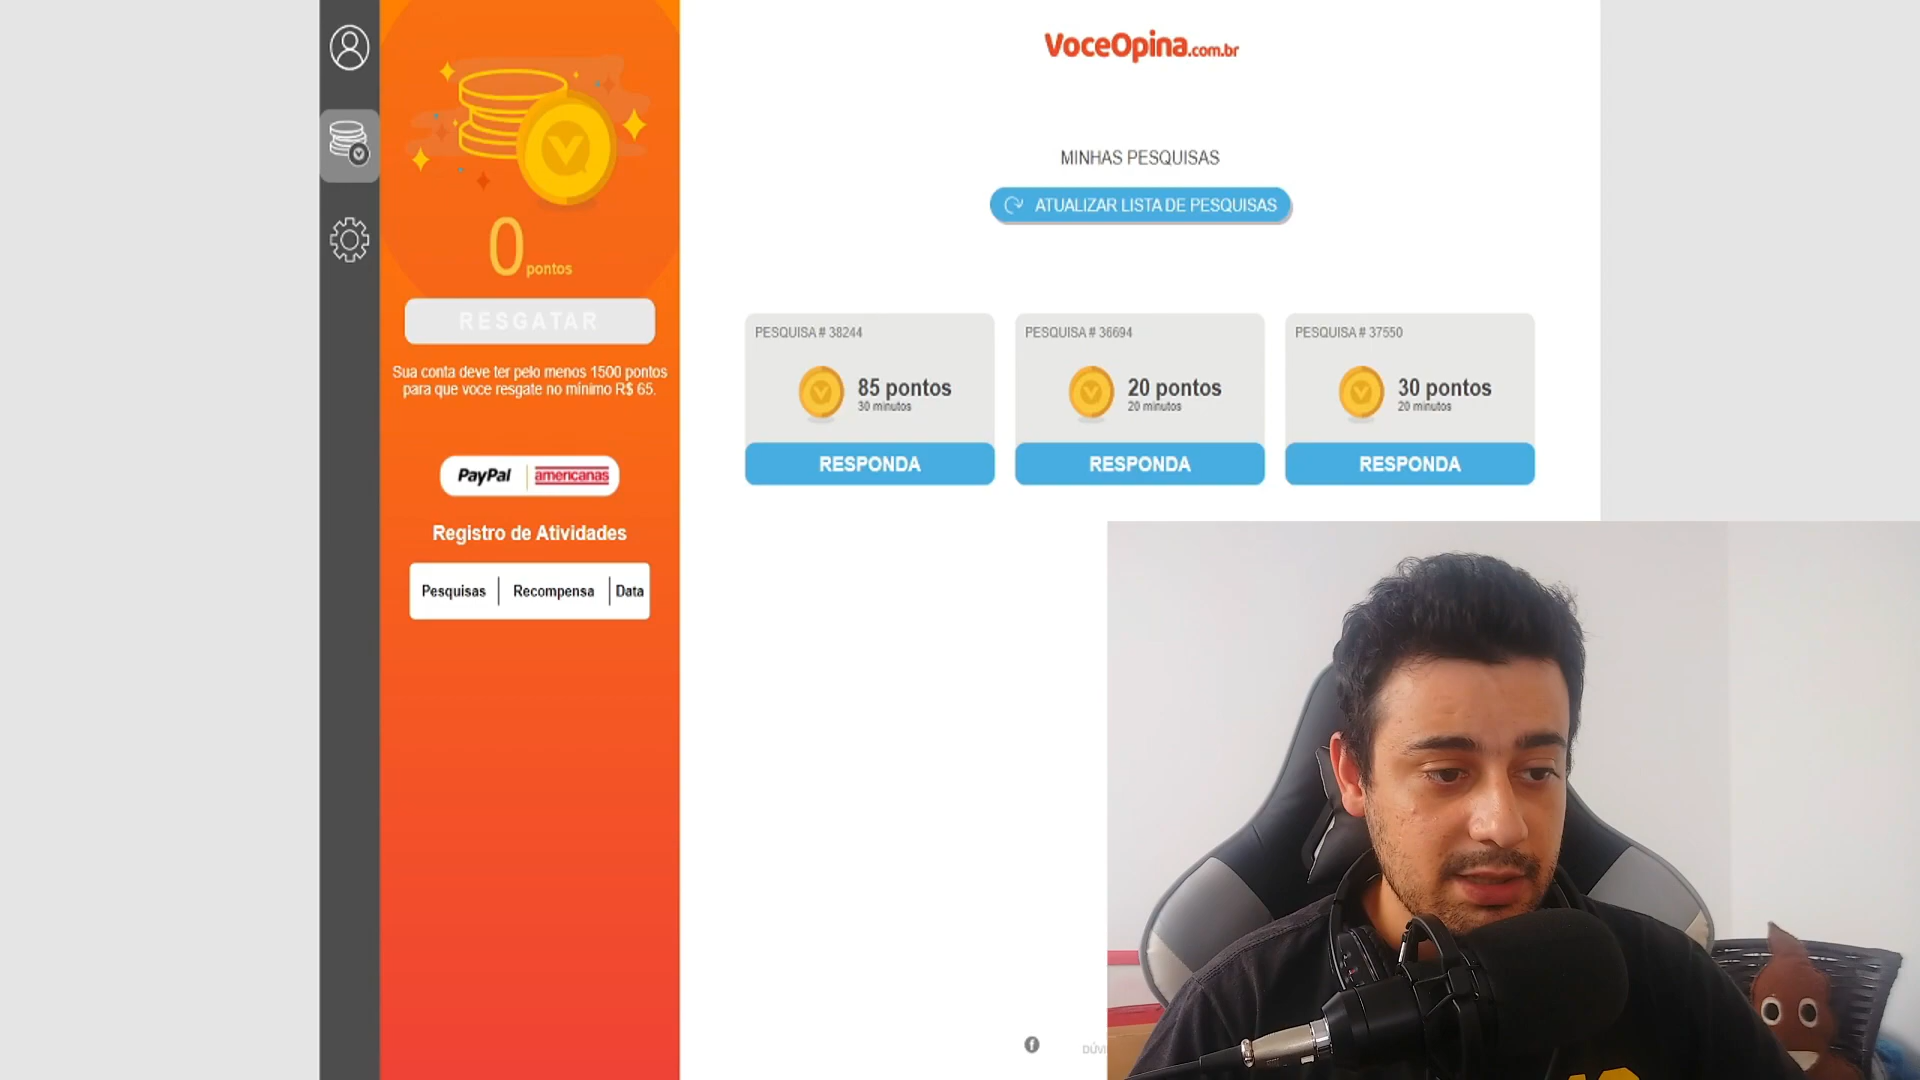 VoceOpina.com.br
MINHAS PESQUISAS
ATUALIZAR LISTA DE PESQUISAS
0 pontos
RESGATAR
Sua conta deve ter pelo menos 1500 pontos
para que voce resgate no mínimo R$ 65.
PayPal
americanas
Registro de Atividades
Pesquisas
Recompensa
Data
PESQUISA # 38244
85 pontos
30 minutos
RESPONDA
PESQUISA # 36694
20 pontos
20 minutos
RESPONDA
PESQUISA # 37550
30 pontos
20 minutos
RESPONDA